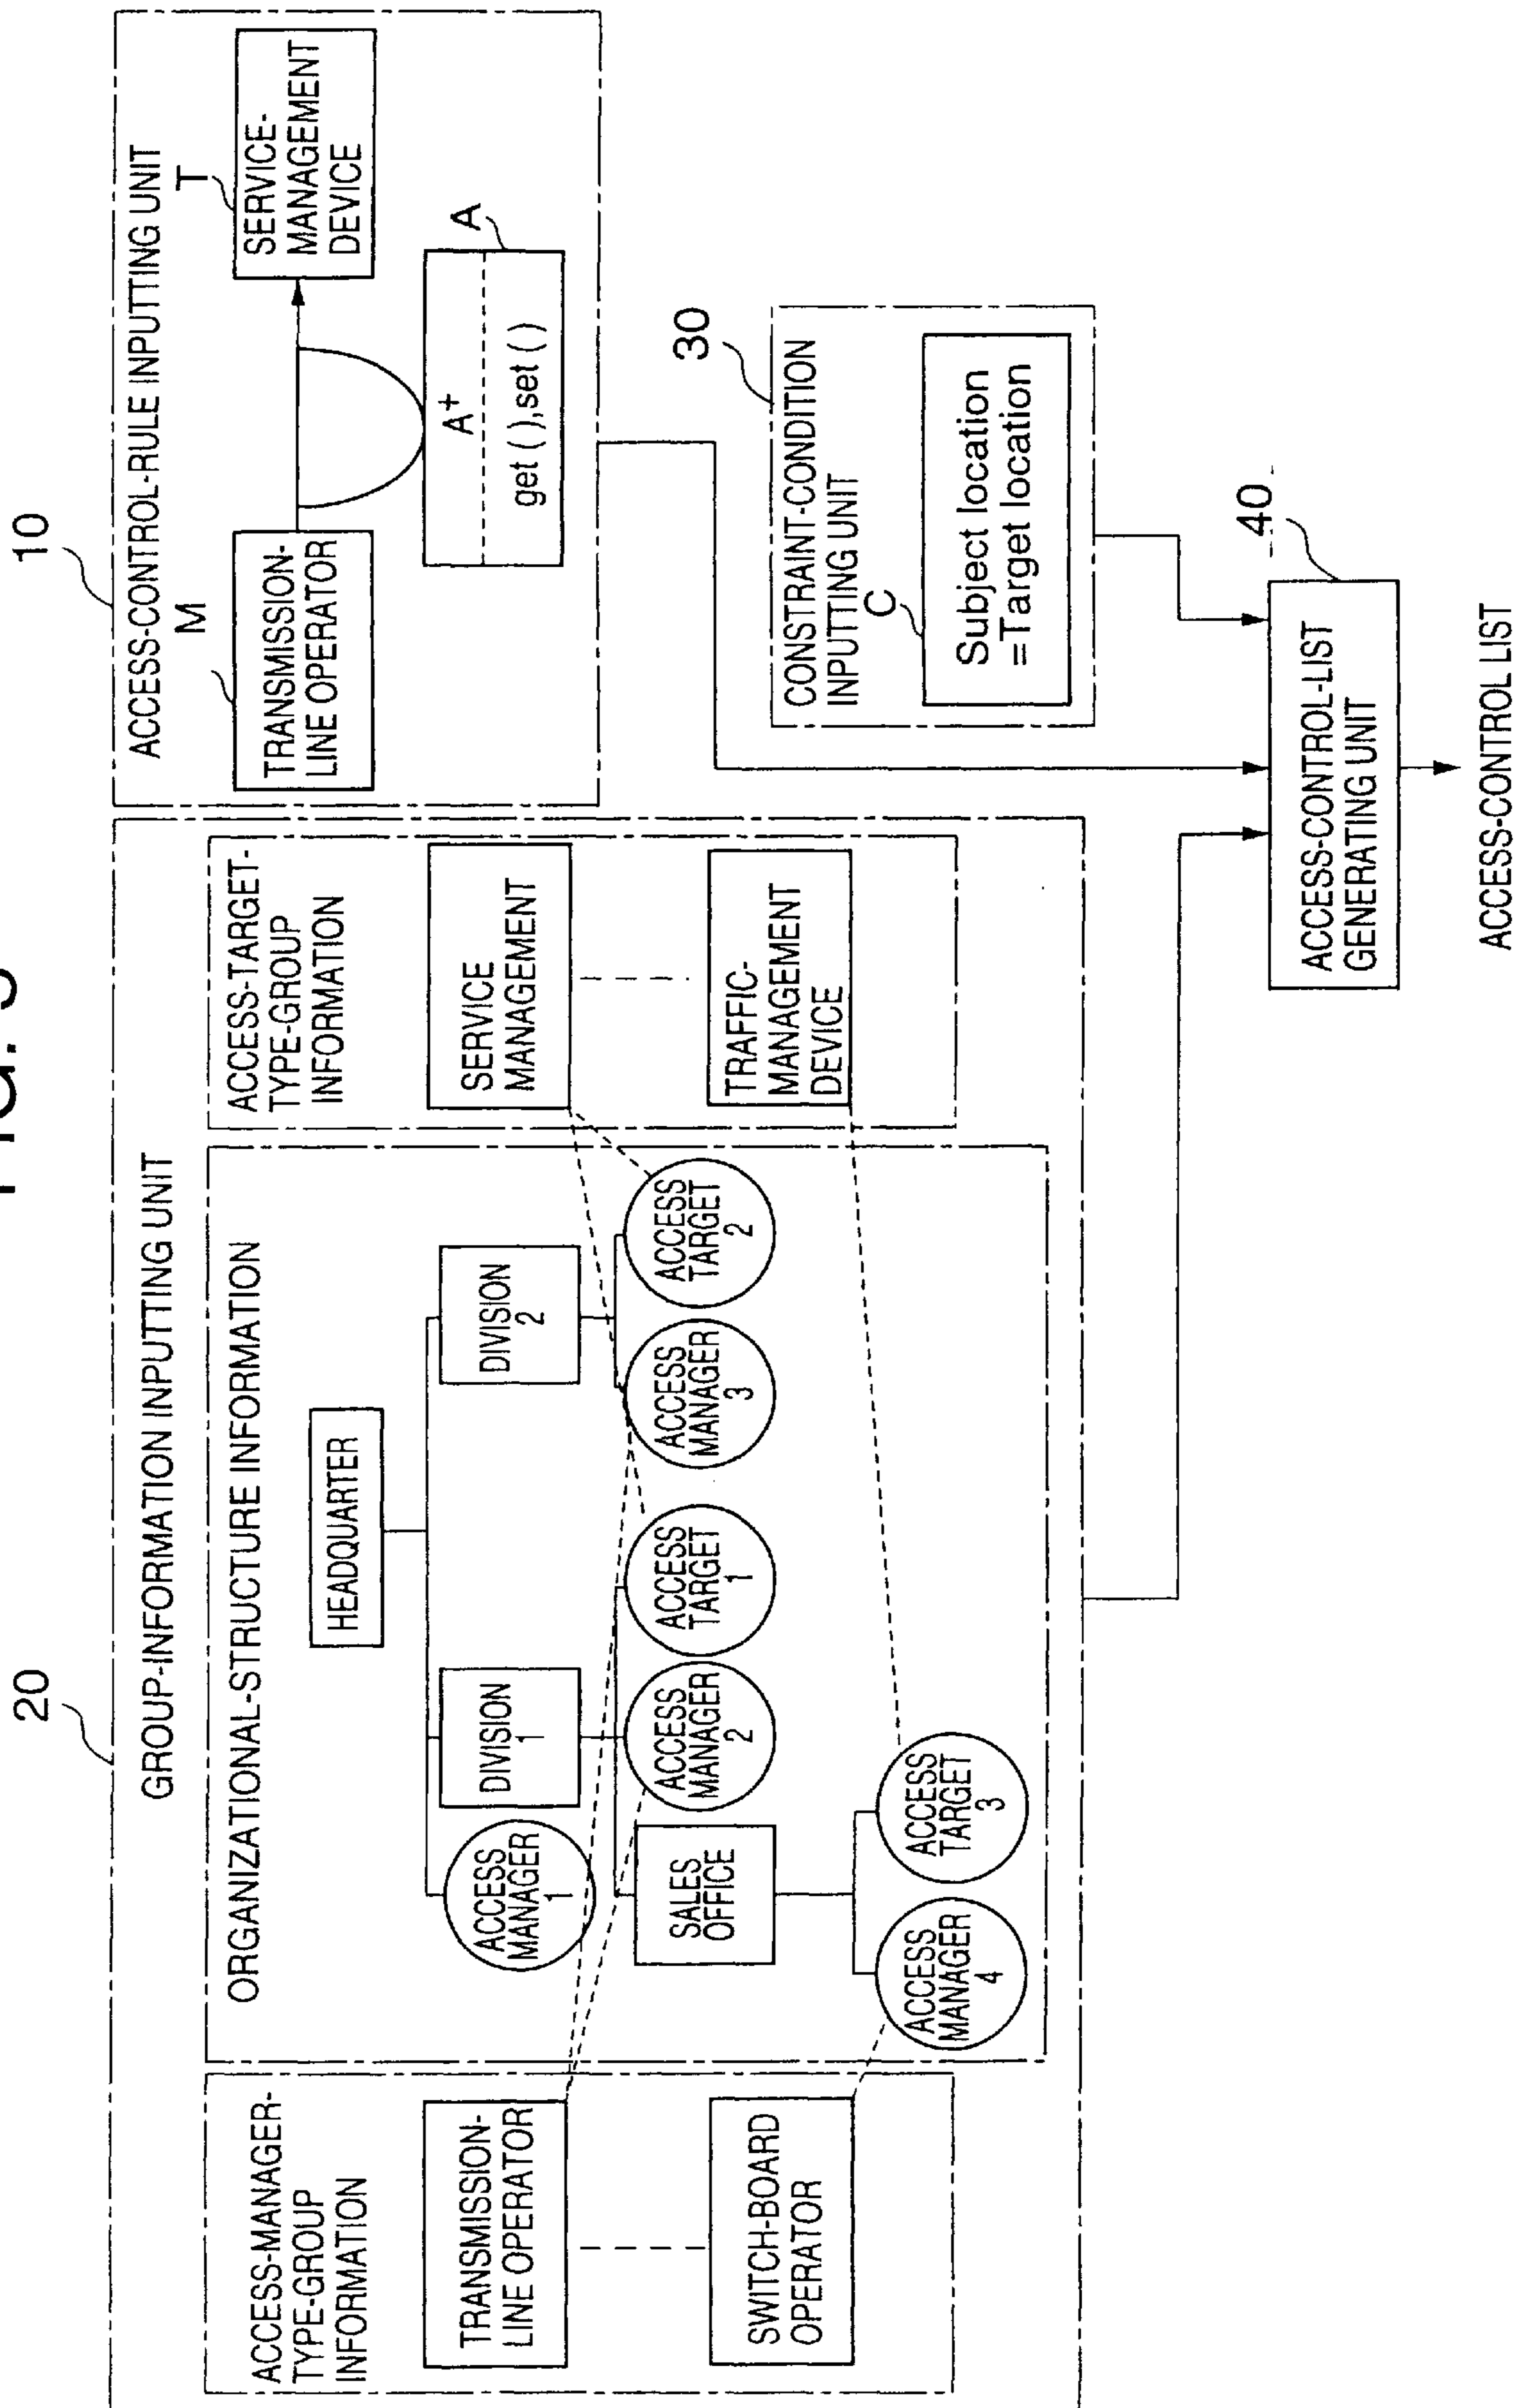 20
GROUP-INFORMATION INPUTTING UNIT
ACCESS-MANAGER-
TYPE-GROUP
INFORMATION
TRANSMISSION-
LINE OPERATOR
SWITCH-BOARD
OPERATOR
ORGANIZATIONAL-STRUCTURE INFORMATION
HEADQUARTER
ACCESS
MANAGER
1
DIVISION
1
DIVISION
2
SALES
OFFICE
ACCESS
MANAGER
2
ACCESS
TARGET
1
ACCESS
MANAGER
3
ACCESS
TARGET
2
ACCESS
MANAGER
4
ACCESS
TARGET
3
ACCESS-TARGET-
TYPE-GROUP
INFORMATION
SERVICE
MANAGEMENT
TRAFFIC-
MANAGEMENT
DEVICE
10
ACCESS-CONTROL-RULE INPUTTING UNIT
M
TRANSMISSION-
LINE OPERATOR
T
SERVICE-
MANAGEMENT
DEVICE
A
A+
get ( ),set ( )
30
CONSTRAINT-CONDITION
INPUTTING UNIT
C
Subject location
=Target location
40
ACCESS-CONTROL-LIST
GENERATING UNIT
ACCESS-CONTROL LIST